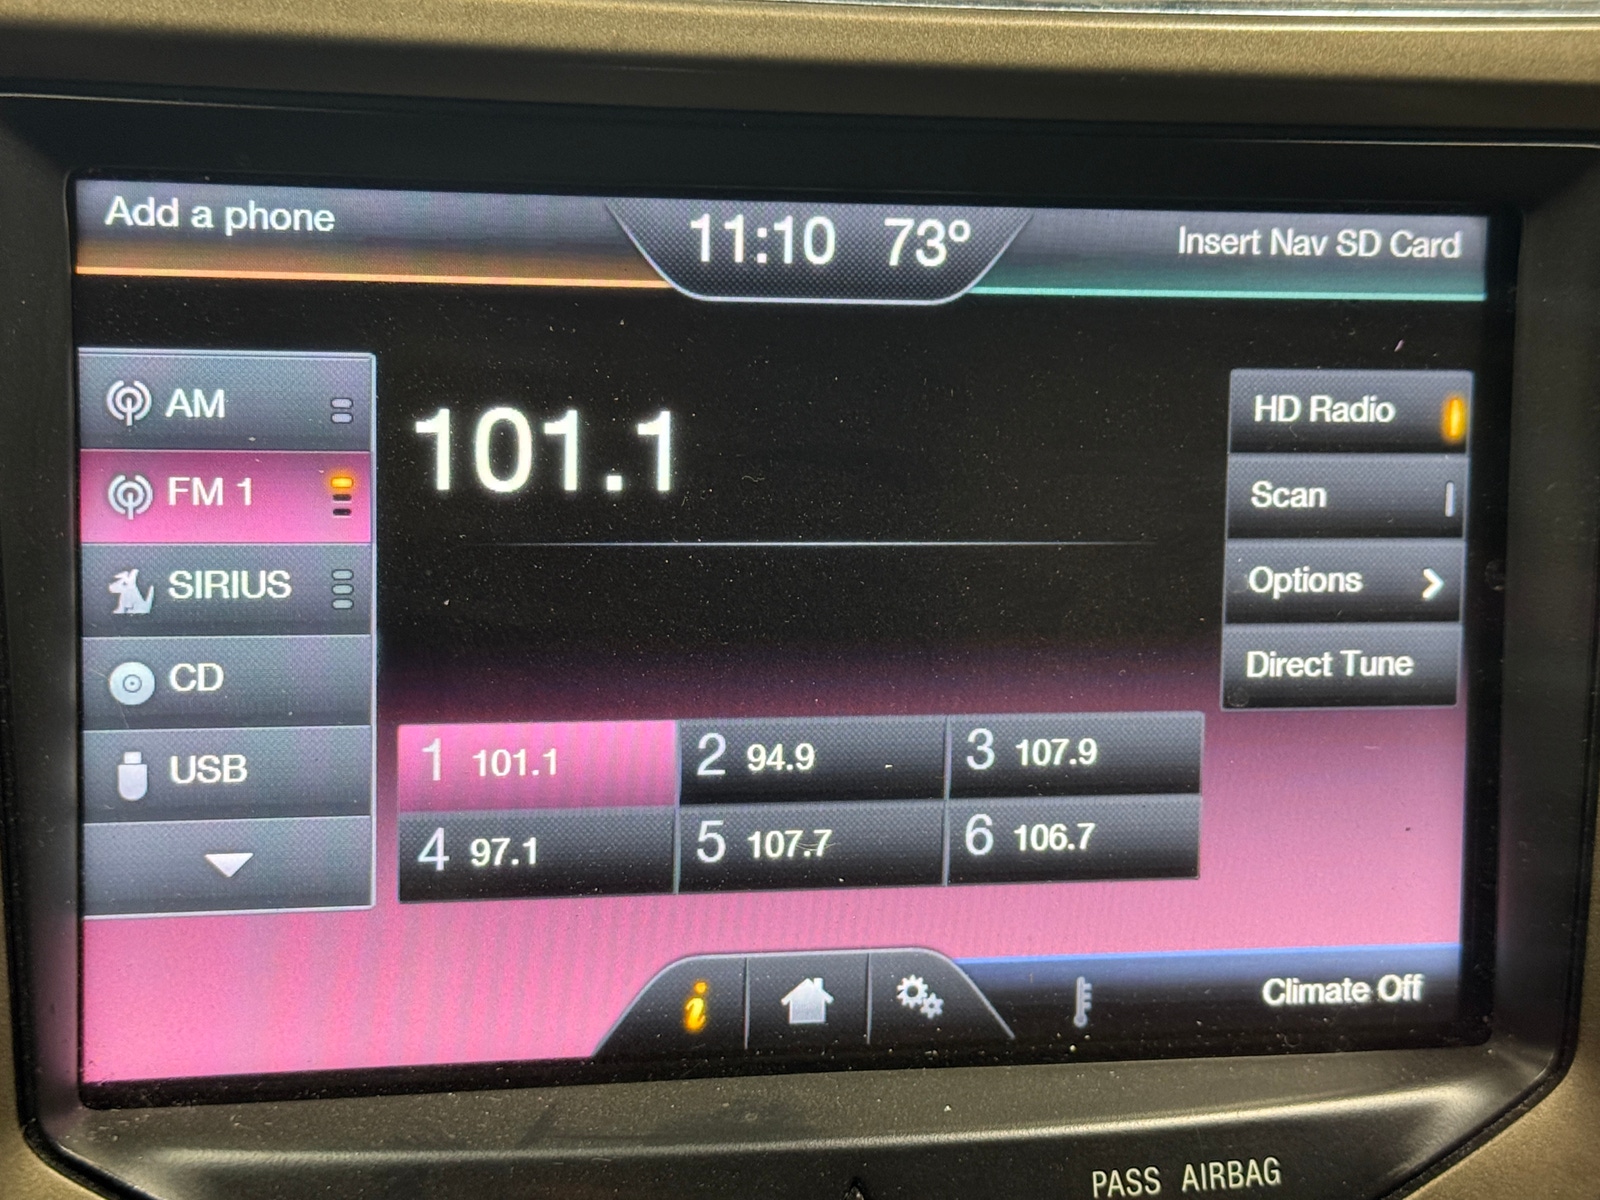 Add a phone
11:10 73°
Insert Nav SD Card
AM
FM 1
SIRIUS
CD
USB
101.1
HD Radio
Scan
Options
Direct Tune
1 101.1
2 94.9
3 107.9
4 97.1
5 107.7
6 106.7
i
Climate Off
PASS AIRBAG